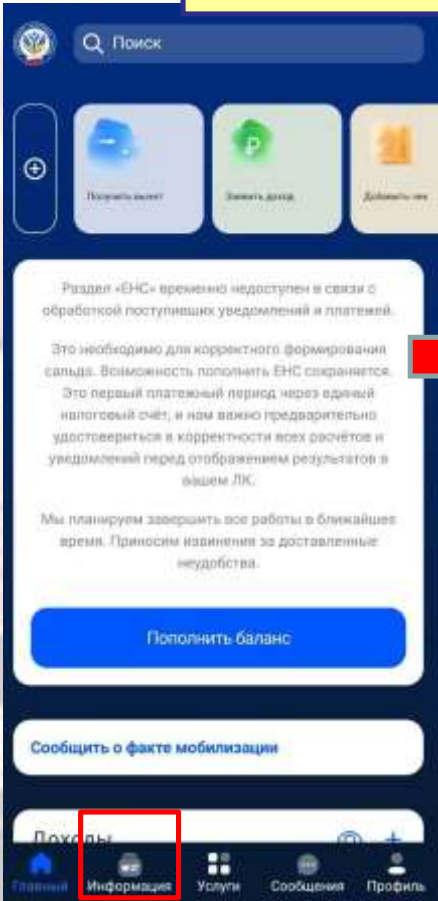 Поиск
Получить вычет
Заявить доход
Добавить чек
Раздел «ЕНС» временно недоступен в связи с
обработкой поступивших уведомлений и платежей.
Это необходимо для корректного формирования
сальдо. Возможность пополнить ЕНС сохраняется.
Это первый платежный период через единый
налоговый счёт, и нам важно предварительно
удостовериться в корректности всех расчётов и
уведомлений перед отображением результатов в
вашем ЛК.
Мы планируем завершить все работы в ближайшее
время. Приносим извинения за доставленные
неудобства.
Пополнить баланс
Сообщить о факте мобилизации
Доходы
Главный
Информация
Услуги
Сообщения
Профиль